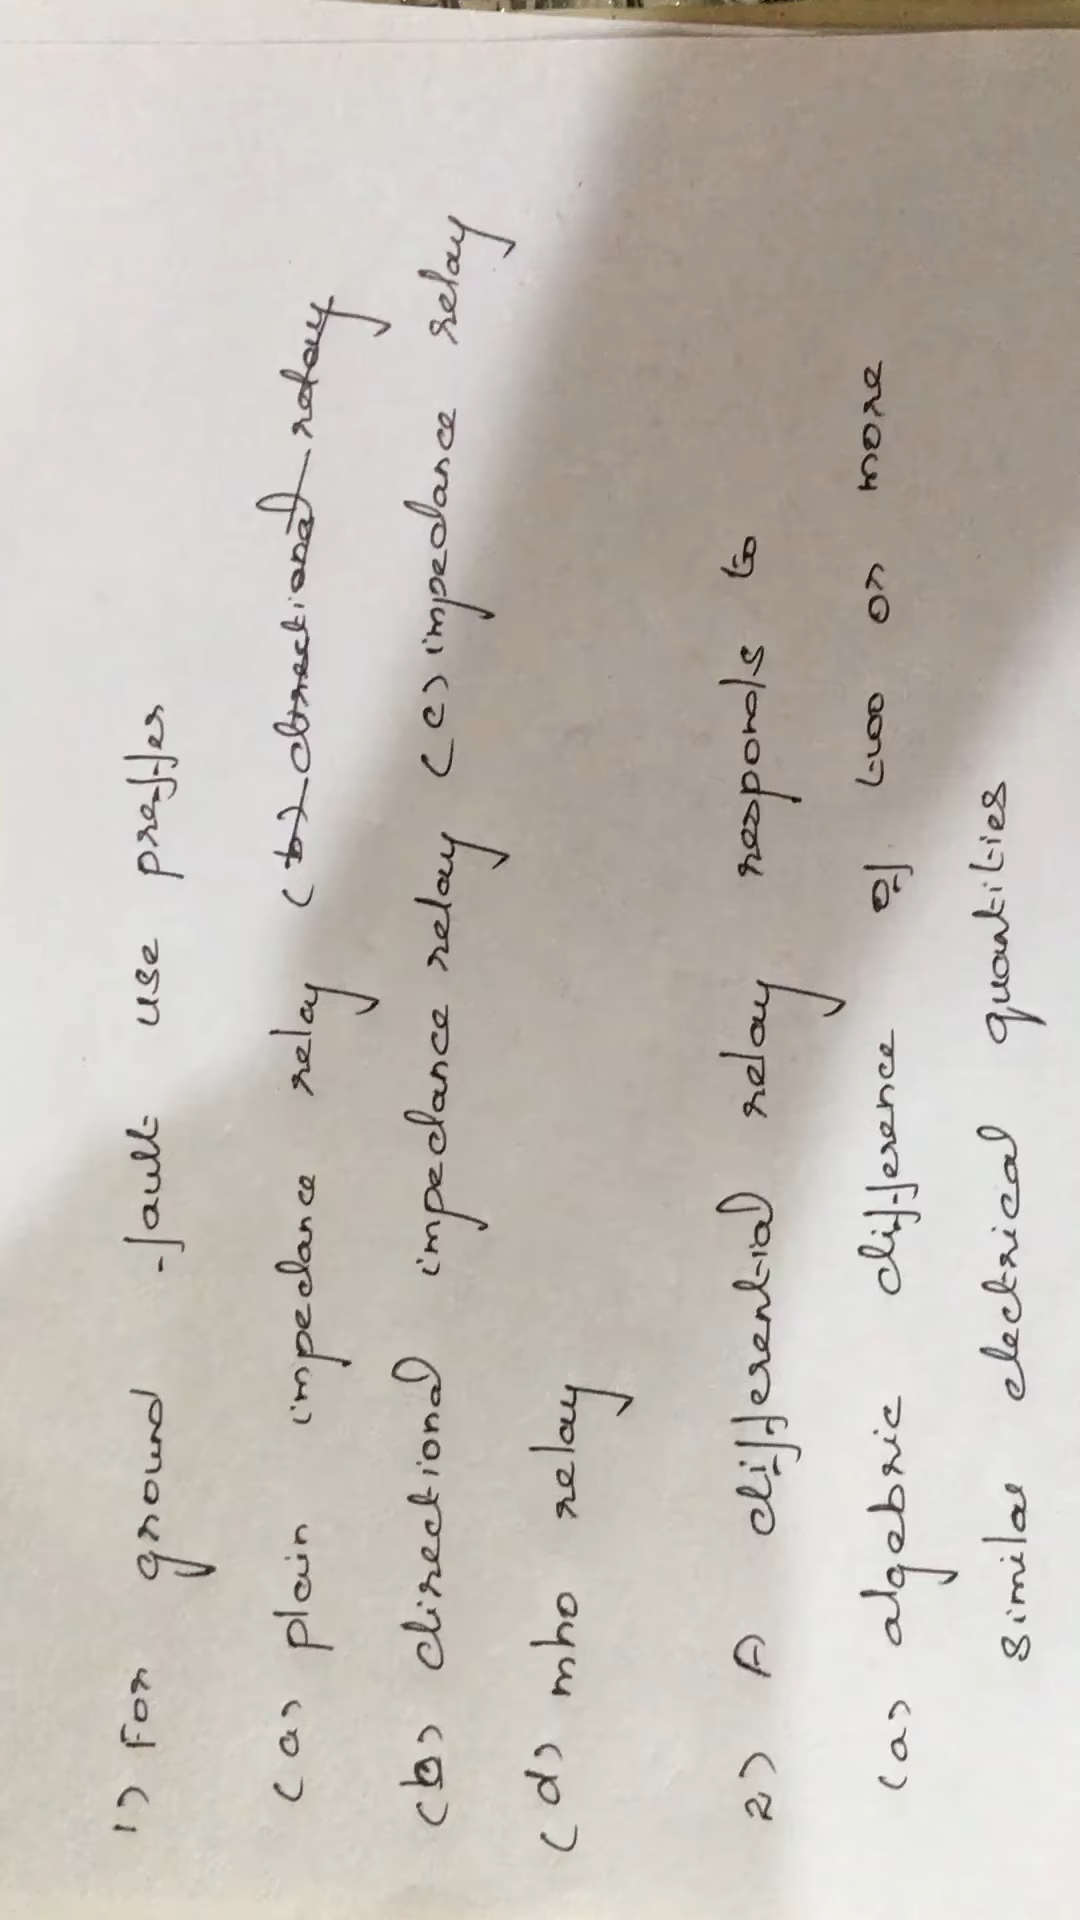 1) For ground fault use preffer
(a) plain impedance relay (b) directional relay
(b) directional impedance relay (c) impedance relay
(d) mho relay
2) A differential relay responds to
(a) algebric difference of two or more
similar electrical quantities